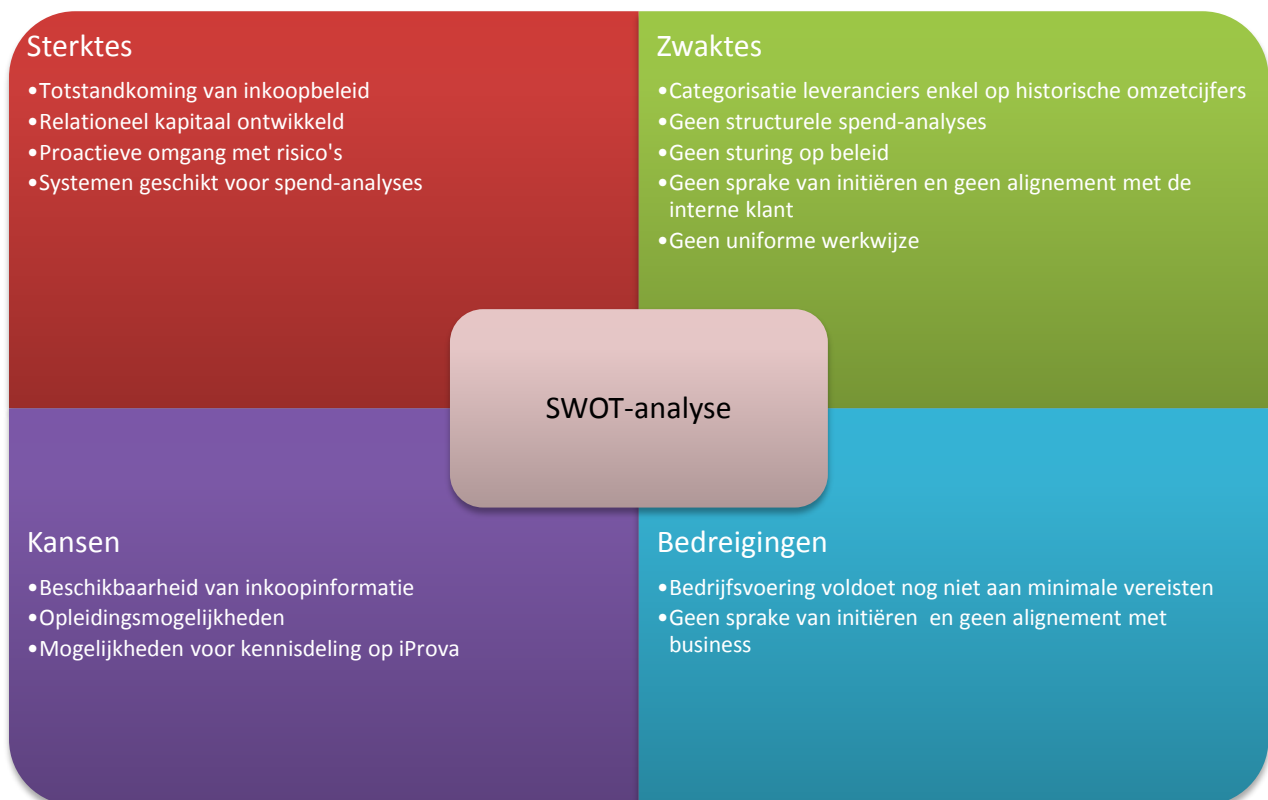 Sterktes
•Totstandkoming van inkoopbeleid
•Relationeel kapitaal ontwikkeld
•Proactieve omgang met risico's
•Systemen geschikt voor spend-analyses
Zwaktes
•Categorisatie leveranciers enkel op historische omzetcijfers
•Geen structurele spend-analyses
•Geen sturing op beleid
•Geen sprake van initiëren en geen alignement met de
interne klant
•Geen uniforme werkwijze
SWOT-analyse
Kansen
•Beschikbaarheid van inkoopinformatie
•Opleidingsmogelijkheden
•Mogelijkheden voor kennisdeling op iProva
Bedreigingen
•Bedrijfsvoering voldoet nog niet aan minimale vereisten
•Geen sprake van initiëren  en geen alignement met
business